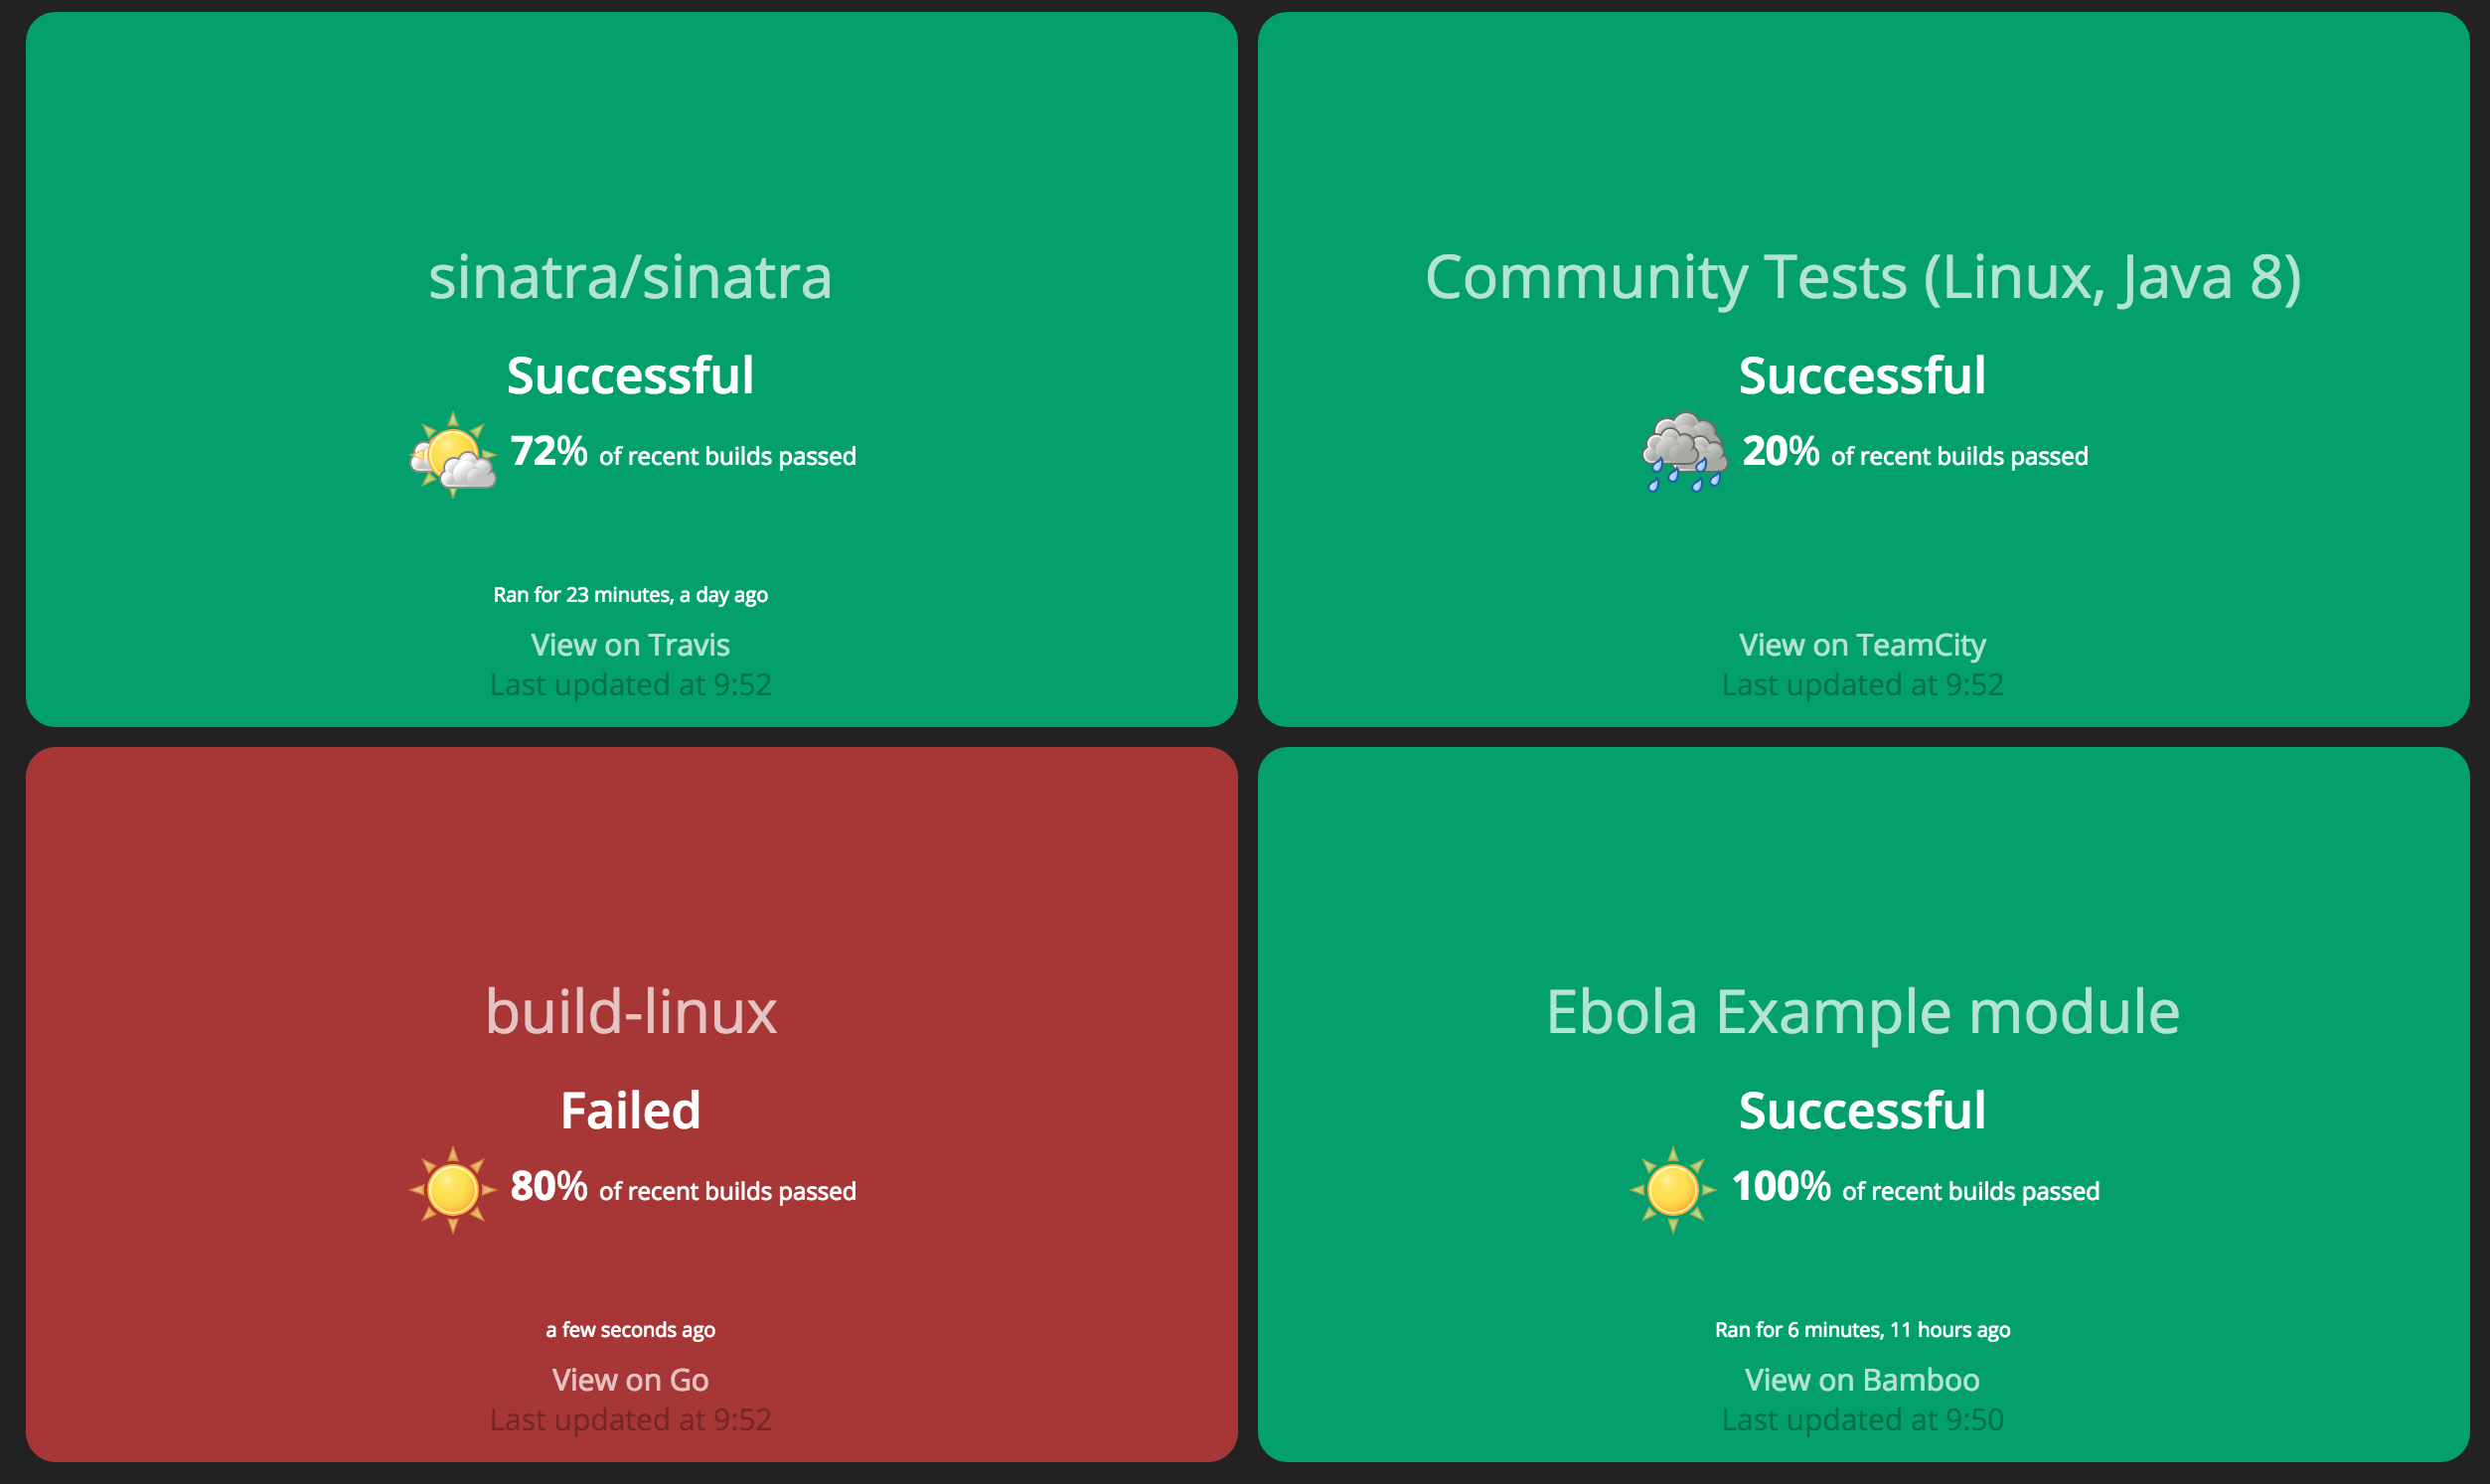 sinatra/sinatra
Successful
72% of recent builds passed
Ran for 23 minutes, a day ago
View on Travis
Last updated at 9:52
Community Tests (Linux, Java 8)
Successful
20% of recent builds passed
View on TeamCity
Last updated at 9:52
build-linux
Failed
80% of recent builds passed
a few seconds ago
View on Go
Last updated at 9:52
Ebola Example module
Successful
100% of recent builds passed
Ran for 6 minutes, 11 hours ago
View on Bamboo
Last updated at 9:50